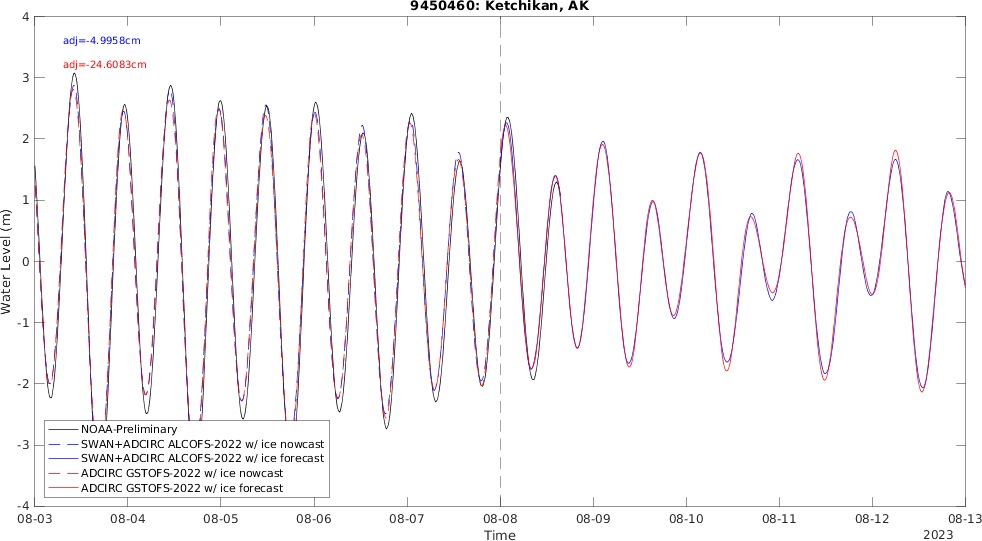 9450460: Ketchikan, AK
adj=-4.9958cm
adj=-24.6083cm
4
3
2
1
0
-1
-2
-3
-4
Water Level (m)
NOAA-Preliminary
SWAN+ADCIRC ALCOFS-2022 w/ ice nowcast
SWAN+ADCIRC ALCOFS-2022 w/ ice forecast
ADCIRC GSTOFS-2022 w/ ice nowcast
ADCIRC GSTOFS-2022 w/ ice forecast
08-03 08-04 08-05 08-06 08-07 08-08 08-09 08-10 08-11 08-12 08-13
Time
2023